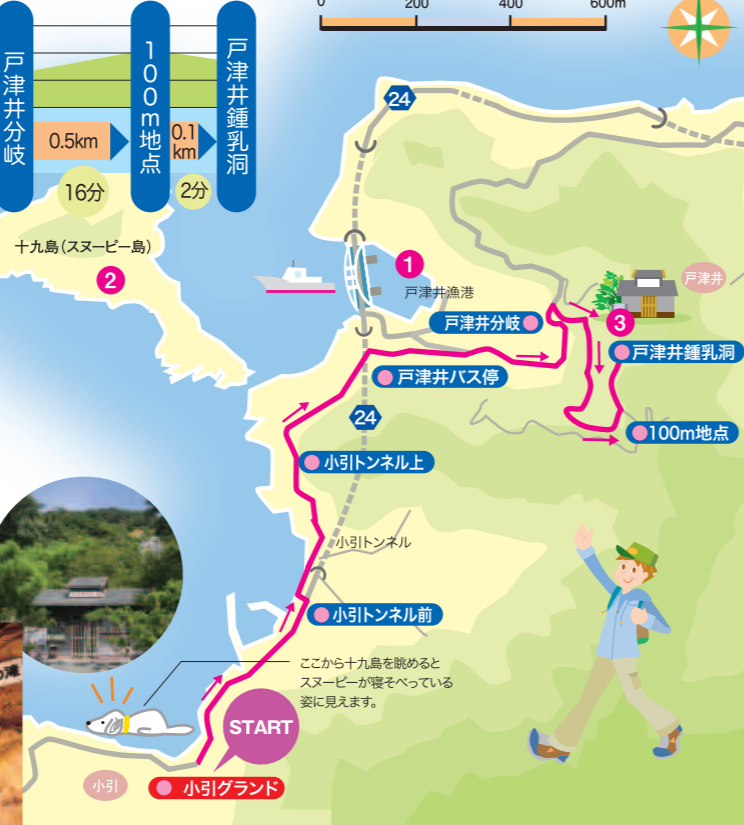 0
200
400
600m
戸津井分岐
0.5km
16分
100m地点
0.1
km
2分
戸津井鍾乳洞
24
十九島(スヌーピー島)
2
1
戸津井漁港
戸津井
戸津井分岐
3
戸津井鍾乳洞
戸津井バス停
24
100m地点
小引トンネル上
小引トンネル
小引トンネル前
ここから十九島を眺めると
スヌーピーが寝そべっている
姿に見えます。
START
小引
小引グランド